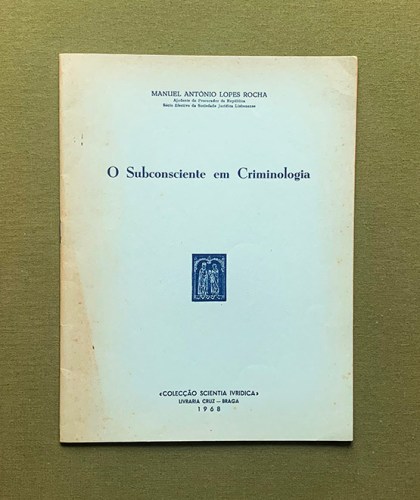 MANUEL ANTÓNIO LOPES ROCHA
Ajudante do Procurador da República
Sócio Efectivo da Sociedade Jurídica Lisbonense
O Subconsciente em Criminologia
«COLECÇÃO SCIENTIA IVRIDICA»
LIVRARIA CRUZ — BRAGA
1968